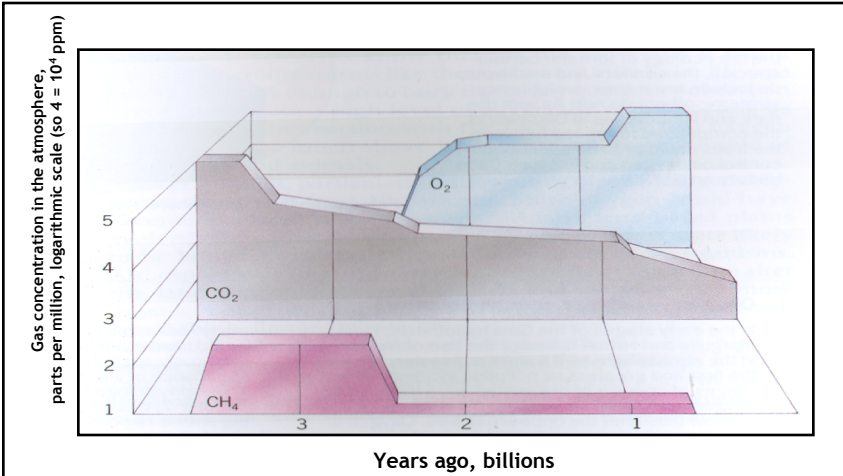 Gas concentration in the atmosphere,
parts per million, logarithmic scale (so 4 = 10⁴ ppm)
5
4
3
2
1
O₂
CO₂
CH₄
3
2
1
Years ago, billions